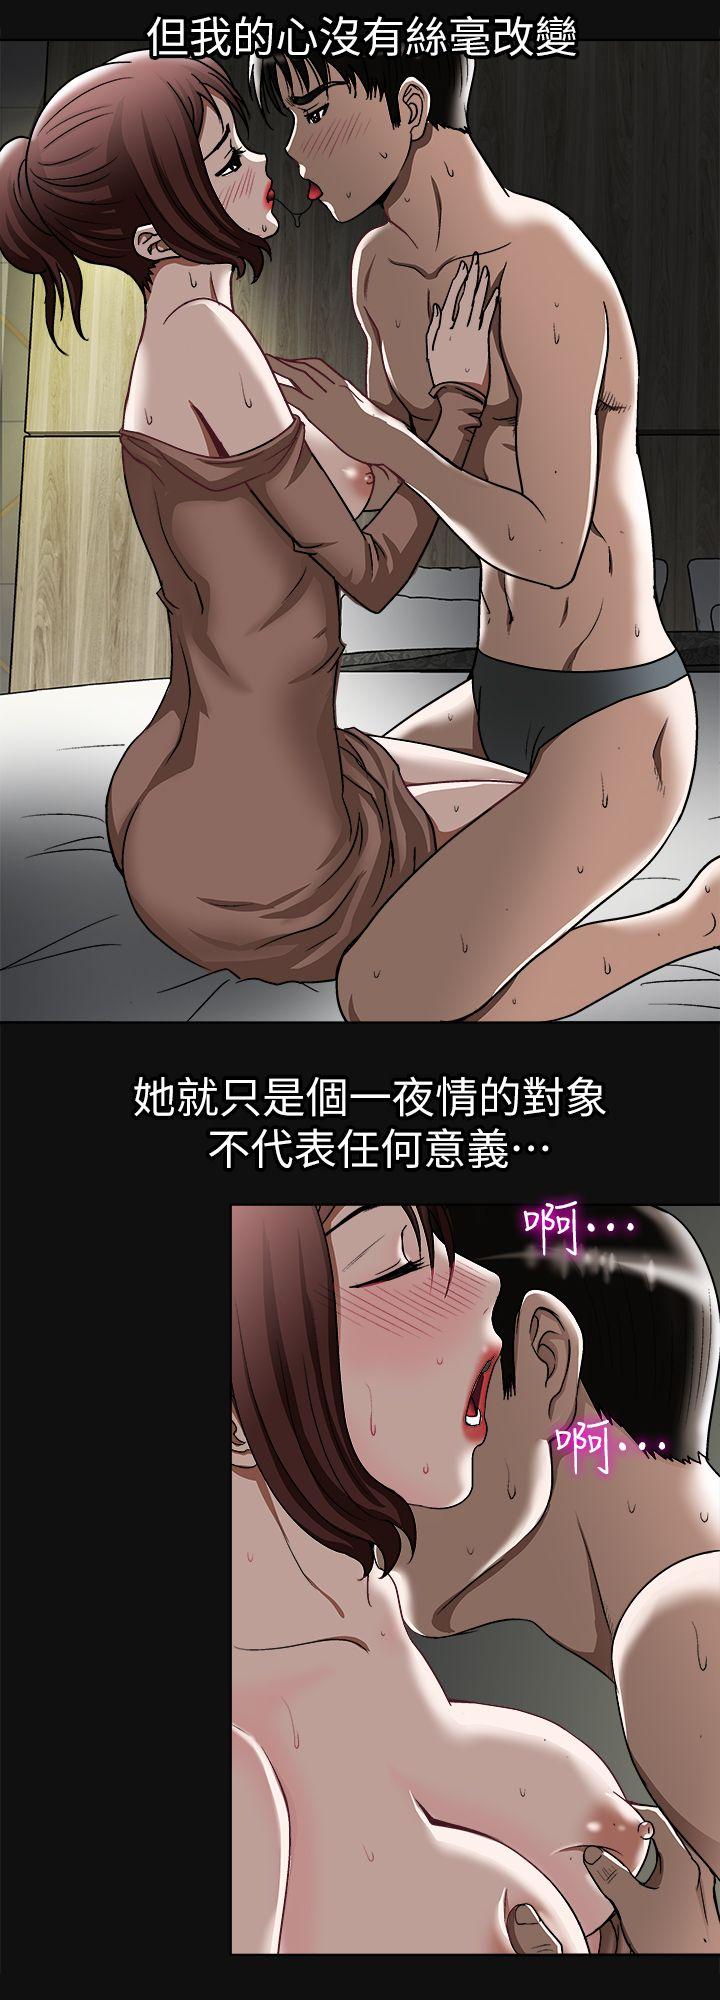 但我的心沒有絲毫改變
她就只是個一夜情的對象
不代表任何意義…
啊…
啊…